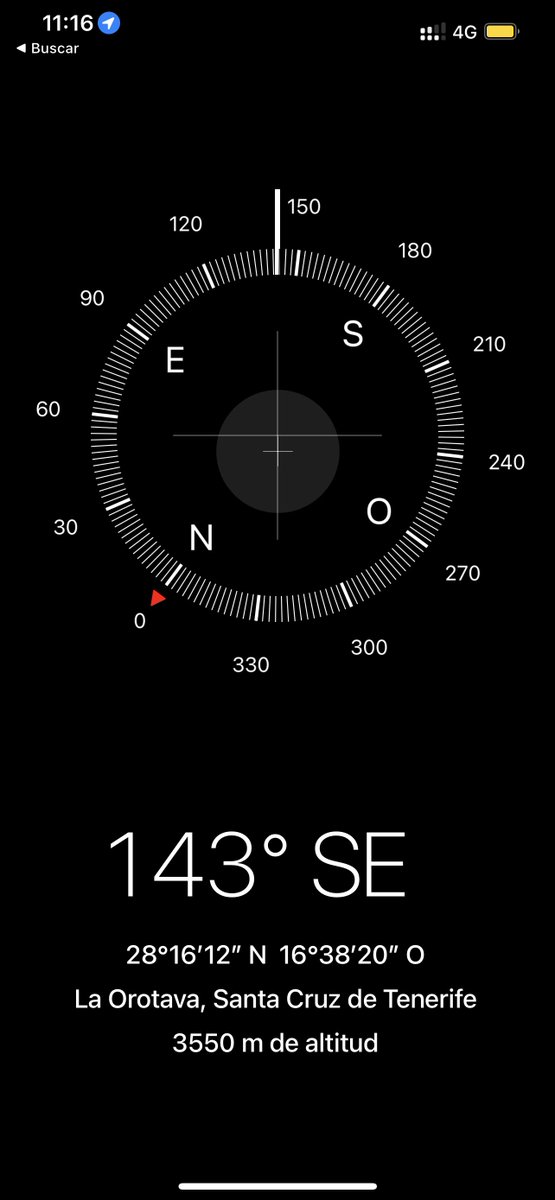 11:16
4G
◀ Buscar
150
120
180
90
S
210
E
60
240
O
30
N
270
0
300
330
143° SE
28°16’12” N 16°38’20” O
La Orotava, Santa Cruz de Tenerife
3550 m de altitud